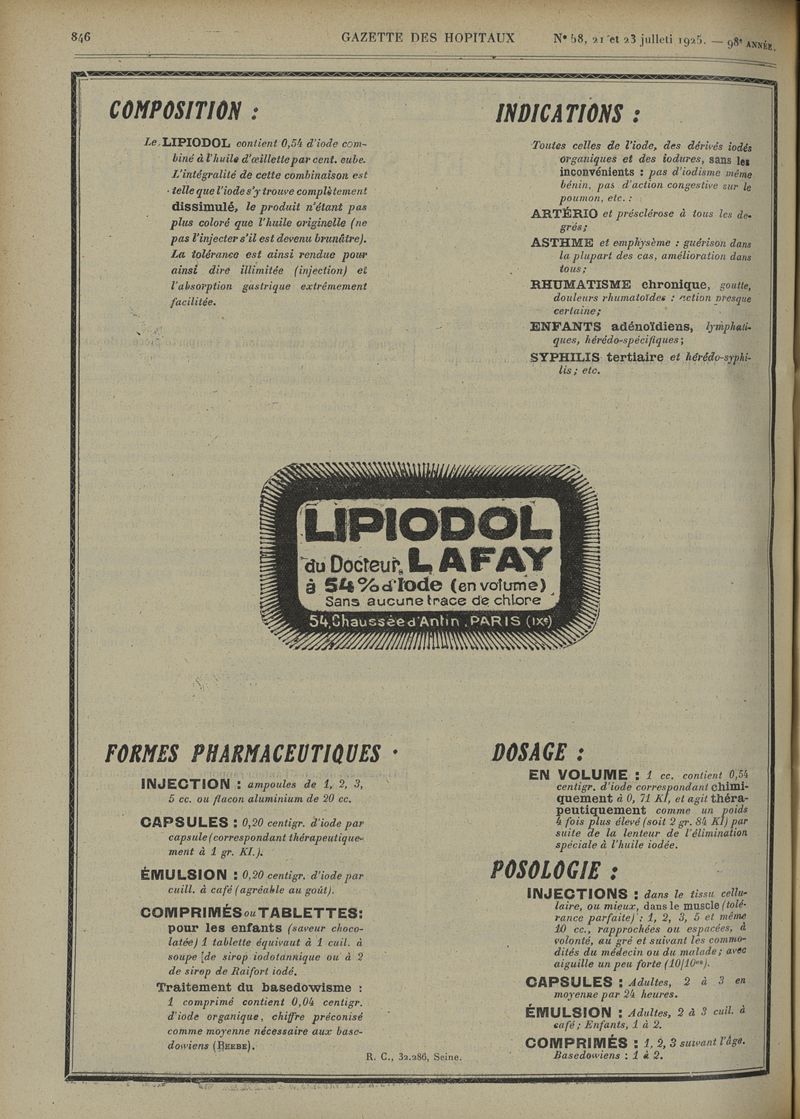 846
GAZETTE DES HOPITAUX
N° 58, 21 et 23 julleti 1925. — 98e ANNÉE.
COMPOSITION :
Le LIPIODOL contient 0,54 d'iode com-
biné à l'huile d'œillette par cent. cube.
L'intégralité de cette combinaison est
telle que l'iode s'y trouve complètement
dissimulé, le produit n'étant pas
plus coloré que l'huile originelle (ne
pas l'injecter s'il est devenu brunâtre).
La tolérance est ainsi rendue pour
ainsi dire illimitée (injection) et
l'absorption gastrique extrêmement
facilitée.
INDICATIONS :
Toutes celles de l'iode, des dérivés iodés
organiques et des iodures, sans les
inconvénients : pas d'iodisme même
bénin, pas d'action congestive sur le
poumon, etc. :
ARTÉRIO et présclérose à tous les de-
grés;
ASTHME et emphysème : guérison dans
la plupart des cas, amélioration dans
tous;
RHUMATISME chronique, goutte,
douleurs rhumatoïdes : action presque
certaine;
ENFANTS adénoïdiens, lymphati-
ques, hérédo-spécifiques;
SYPHILIS tertiaire et hérédo-syphi-
lis; etc.
LIPIODOL
du Docteur LAFAY
à 54% d'Iode (en volume)
Sans aucune trace de chlore
54, Chaussée d'Antin, PARIS (IXe)
FORMES PHARMACEUTIQUES ·
INJECTION : ampoules de 1, 2, 3,
5 cc. ou flacon aluminium de 20 cc.
CAPSULES : 0,20 centigr. d'iode par
capsule (correspondant thérapeutique-
ment à 1 gr. KI.).
ÉMULSION : 0,20 centigr. d'iode par
cuill. à café (agréable au goût).
COMPRIMÉS ou TABLETTES:
pour les enfants (saveur choco-
latée) 1 tablette équivaut à 1 cuil. à
soupe [de sirop iodotannique ou à 2
de sirop de Raifort iodé.
Traitement du basedowisme :
1 comprimé contient 0,04 centigr.
d'iode organique, chiffre préconisé
comme moyenne nécessaire aux base-
dowiens (BEEBE).
R. C., 32.286, Seine.
DOSAGE :
EN VOLUME : 1 cc. contient 0,54
centigr. d'iode correspondant chimi-
quement à 0, 71 KI, et agit théra-
peutiquement comme un poids
4 fois plus élevé (soit 2 gr. 84 KI) par
suite de la lenteur de l'élimination
spéciale à l'huile iodée.
POSOLOGIE :
INJECTIONS : dans le tissu cellu-
laire, ou mieux, dans le muscle (tolé-
rance parfaite) : 1, 2, 3, 5 et même
10 cc., rapprochées ou espacées, à
volonté, au gré et suivant les commo-
dités du médecin ou du malade; avec
aiguille un peu forte (10/10es).
CAPSULES : Adultes, 2 à 3 en
moyenne par 24 heures.
ÉMULSION : Adultes, 2 à 3 cuil. à
café; Enfants, 1 à 2.
COMPRIMÉS : 1, 2, 3 suivant l'âge.
Basedowiens : 1 à 2.